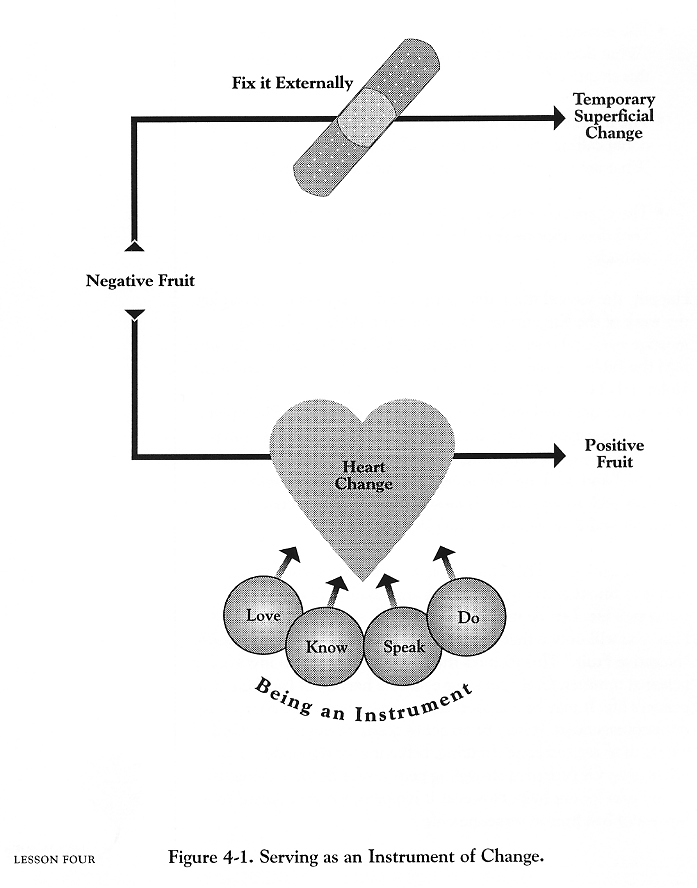 Fix it Externally
Temporary
Superficial
Change
Negative Fruit
Heart
Change
Positive
Fruit
Love
Know
Speak
Do
Being an Instrument
LESSON FOUR
Figure 4-1. Serving as an Instrument of Change.